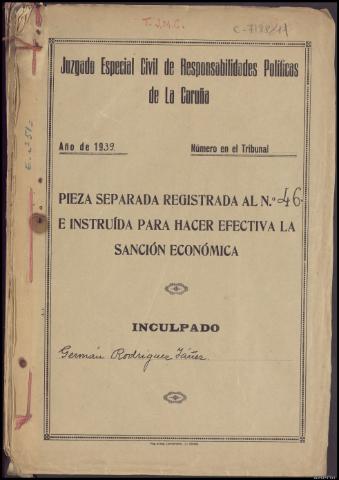 T. I. N. C.
C-7188/17
Juzgado Especial Civil de Responsabilidades Políticas
de La Coruña
Año de 1939.
Número en el Tribunal
PIEZA SEPARADA REGISTRADA AL N.º 46
E INSTRUÍDA PARA HACER EFECTIVA LA
SANCIÓN ECONÓMICA
INCULPADO
Germán Rodríguez Yáñez.